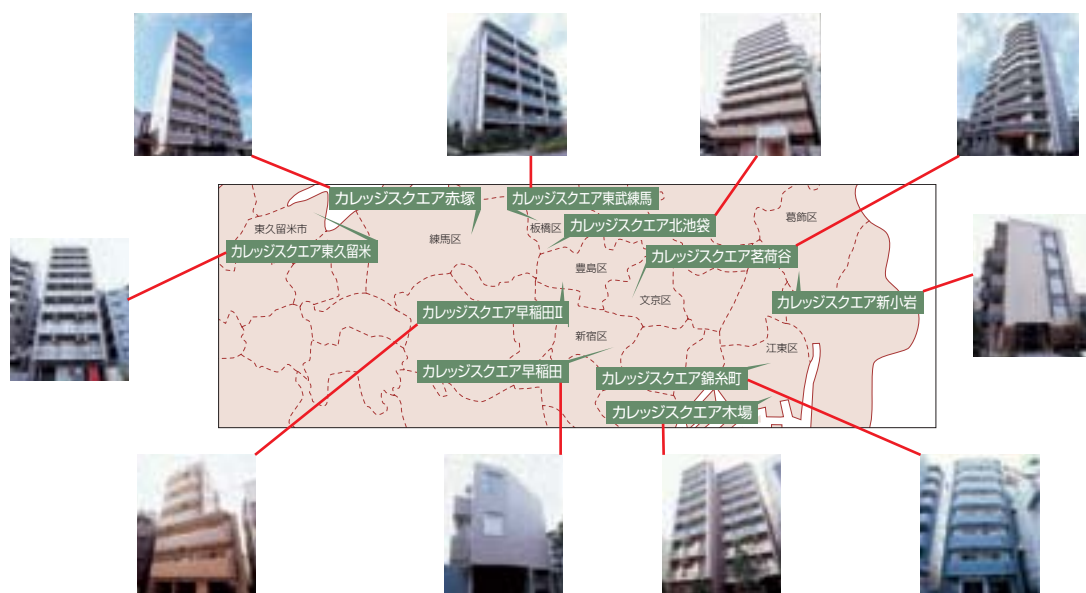 カレッジスクエア赤塚
カレッジスクエア東武練馬
葛飾区
東久留米市
板橋区
カレッジスクエア北池袋
練馬区
カレッジスクエア東久留米
カレッジスクエア茗荷谷
豊島区
文京区
カレッジスクエア新小岩
カレッジスクエア早稲田II
新宿区
江東区
カレッジスクエア早稲田
カレッジスクエア錦糸町
カレッジスクエア木場